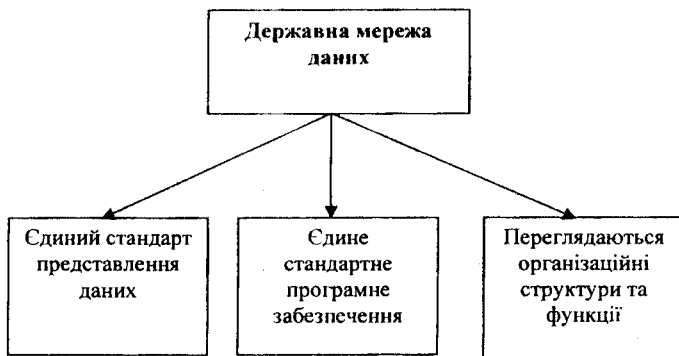 Державна мережа
даних
Єдиний стандарт
представлення
даних
Єдине
стандартне
програмне
забезпечення
Переглядаються
організаційні
структури та
функції